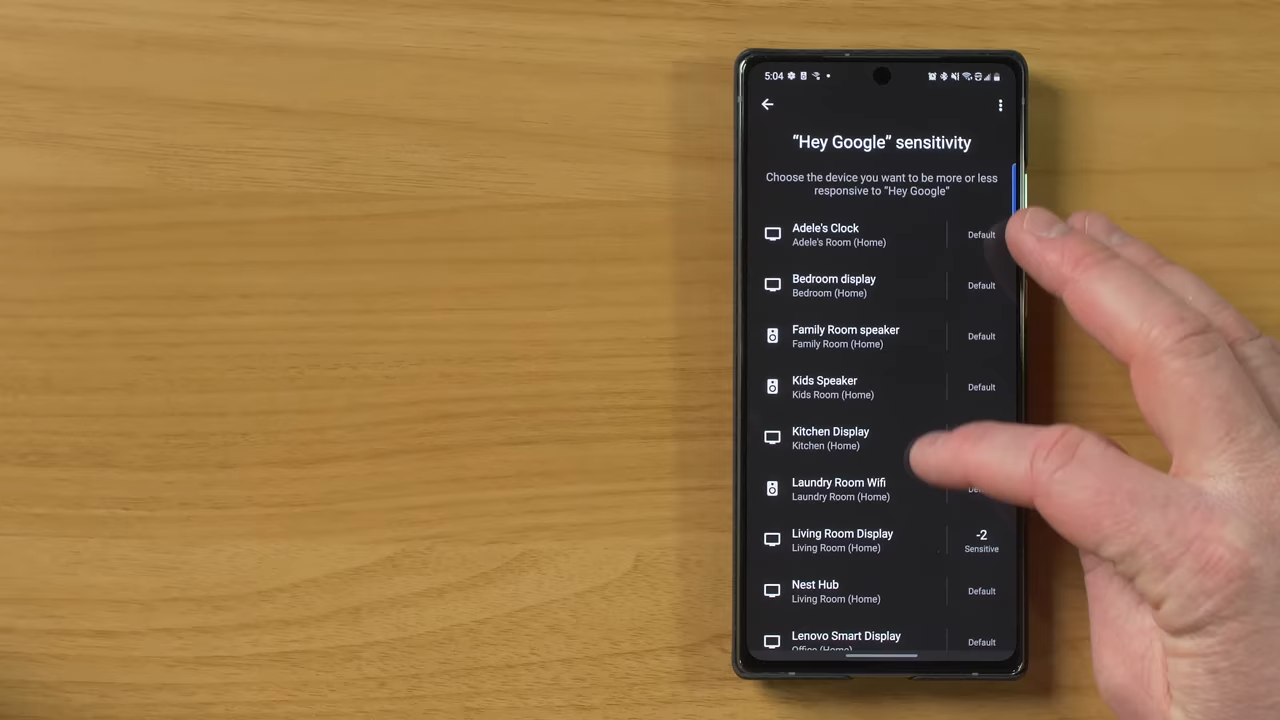 5:04
“Hey Google” sensitivity
Choose the device you want to be more or less
responsive to “Hey Google”
Adele's Clock
Adele's Room (Home)
Default
Bedroom display
Bedroom (Home)
Default
Family Room speaker
Family Room (Home)
Default
Kids Speaker
Kids Room (Home)
Default
Kitchen Display
Kitchen (Home)
Laundry Room Wifi
Laundry Room (Home)
Living Room Display
Living Room (Home)
-2
Sensitive
Nest Hub
Living Room (Home)
Default
Lenovo Smart Display
Office (Home)
Default